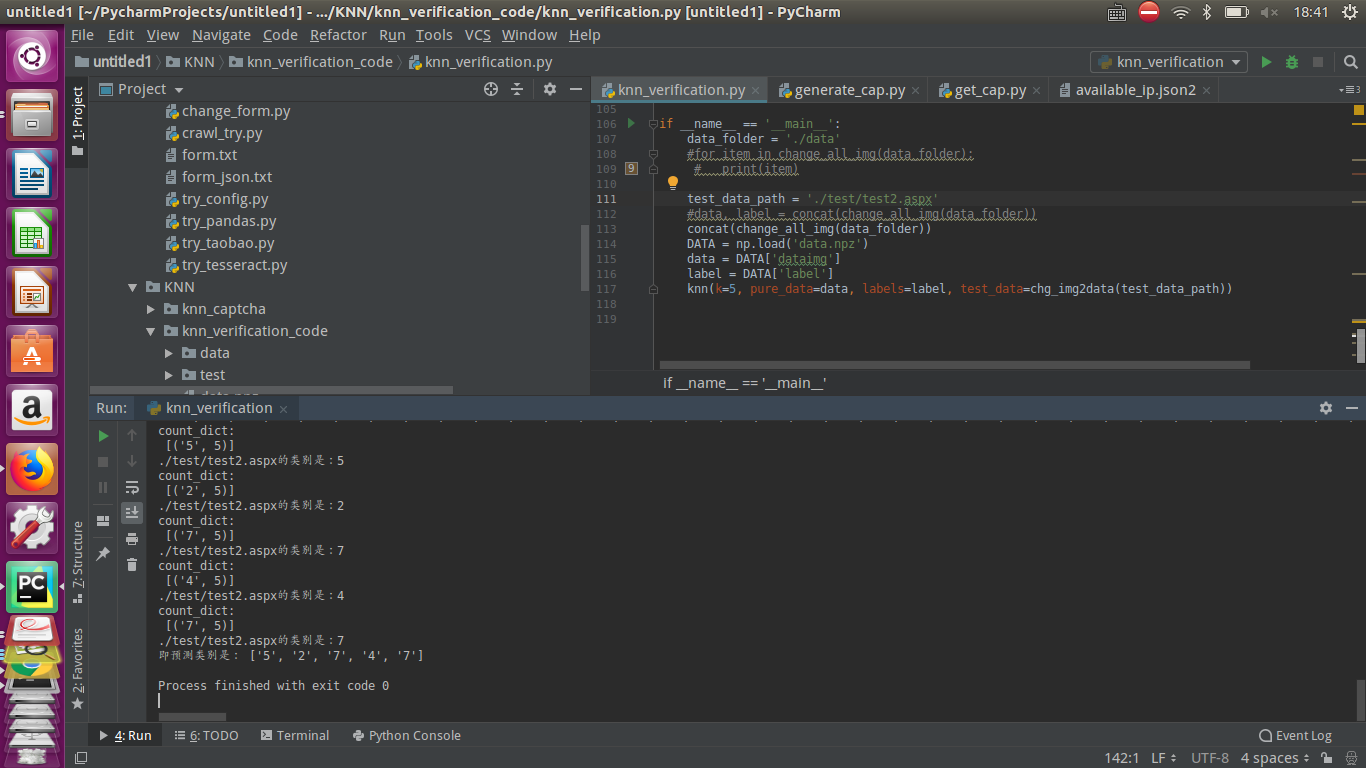 untitled1 [~/PycharmProjects/untitled1] - .../KNN/knn_verification_code/knn_verification.py [untitled1] - PyCharm
18:41
File Edit View Navigate Code Refactor Run Tools VCS Window Help
untitled1 KNN knn_verification_code knn_verification.py
knn_verification
Project
1: Project
7: Structure
2: Favorites
change_form.py
crawl_try.py
form.txt
form_json.txt
try_config.py
try_pandas.py
try_taobao.py
try_tesseract.py
KNN
knn_captcha
knn_verification_code
data
test
knn_verification.py generate_cap.py get_cap.py available_ip.json2
3
105
106 if __name__ == '__main__':
107 data_folder = './data'
108 #for item in change_all_img(data_folder):
109 # print(item)
9
110
111 test_data_path = './test/test2.aspx'
112 #data, label = concat(change_all_img(data_folder))
113 concat(change_all_img(data_folder))
114 DATA = np.load('data.npz')
115 data = DATA['dataimg']
116 label = DATA['label']
117 knn(k=5, pure_data=data, labels=label, test_data=chg_img2data(test_data_path))
118
119
if __name__ == '__main__'
Run: knn_verification
count_dict:
[('5', 5)]
./test/test2.aspx的类别是：5
count_dict:
[('2', 5)]
./test/test2.aspx的类别是：2
count_dict:
[('7', 5)]
./test/test2.aspx的类别是：7
count_dict:
[('4', 5)]
./test/test2.aspx的类别是：4
count_dict:
[('7', 5)]
./test/test2.aspx的类别是：7
即预测类别是： ['5', '2', '7', '4', '7']
Process finished with exit code 0
PC
a
4: Run 6: TODO Terminal Python Console Event Log
142:1 LF UTF-8 4 spaces